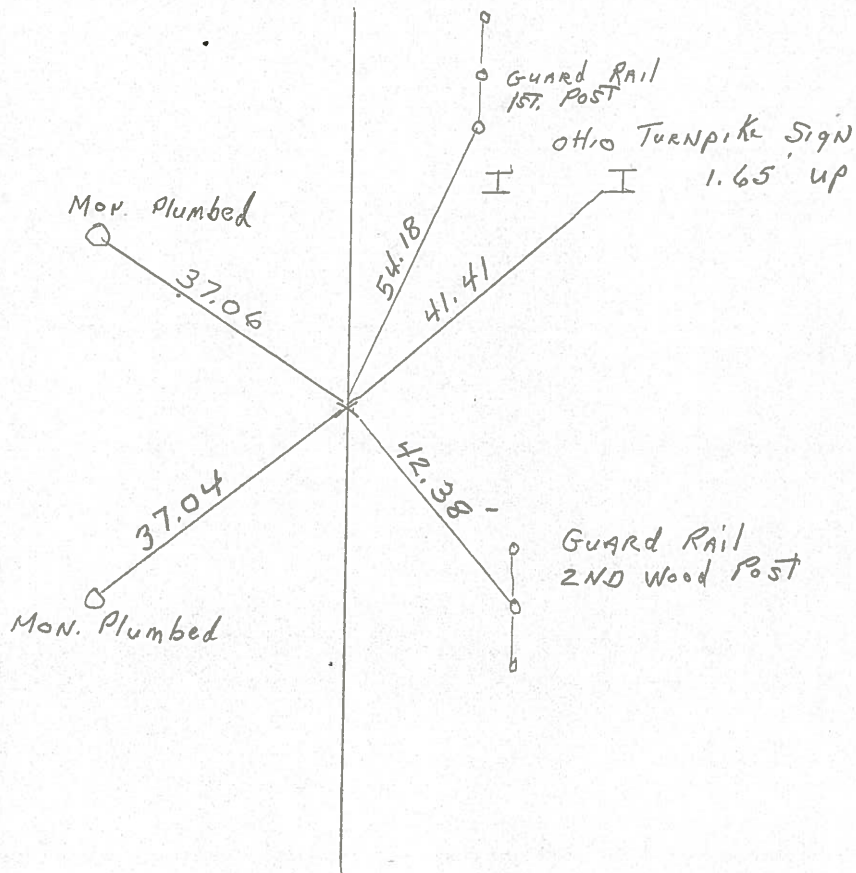 GUARD RAIL
1ST. POST
OHIO TURNPIKE SIGN
1.65' UP
MON. Plumbed
37.06
54.18
41.41
37.04
42.38 -
MON. Plumbed
GUARD RAIL
2ND WOOD POST